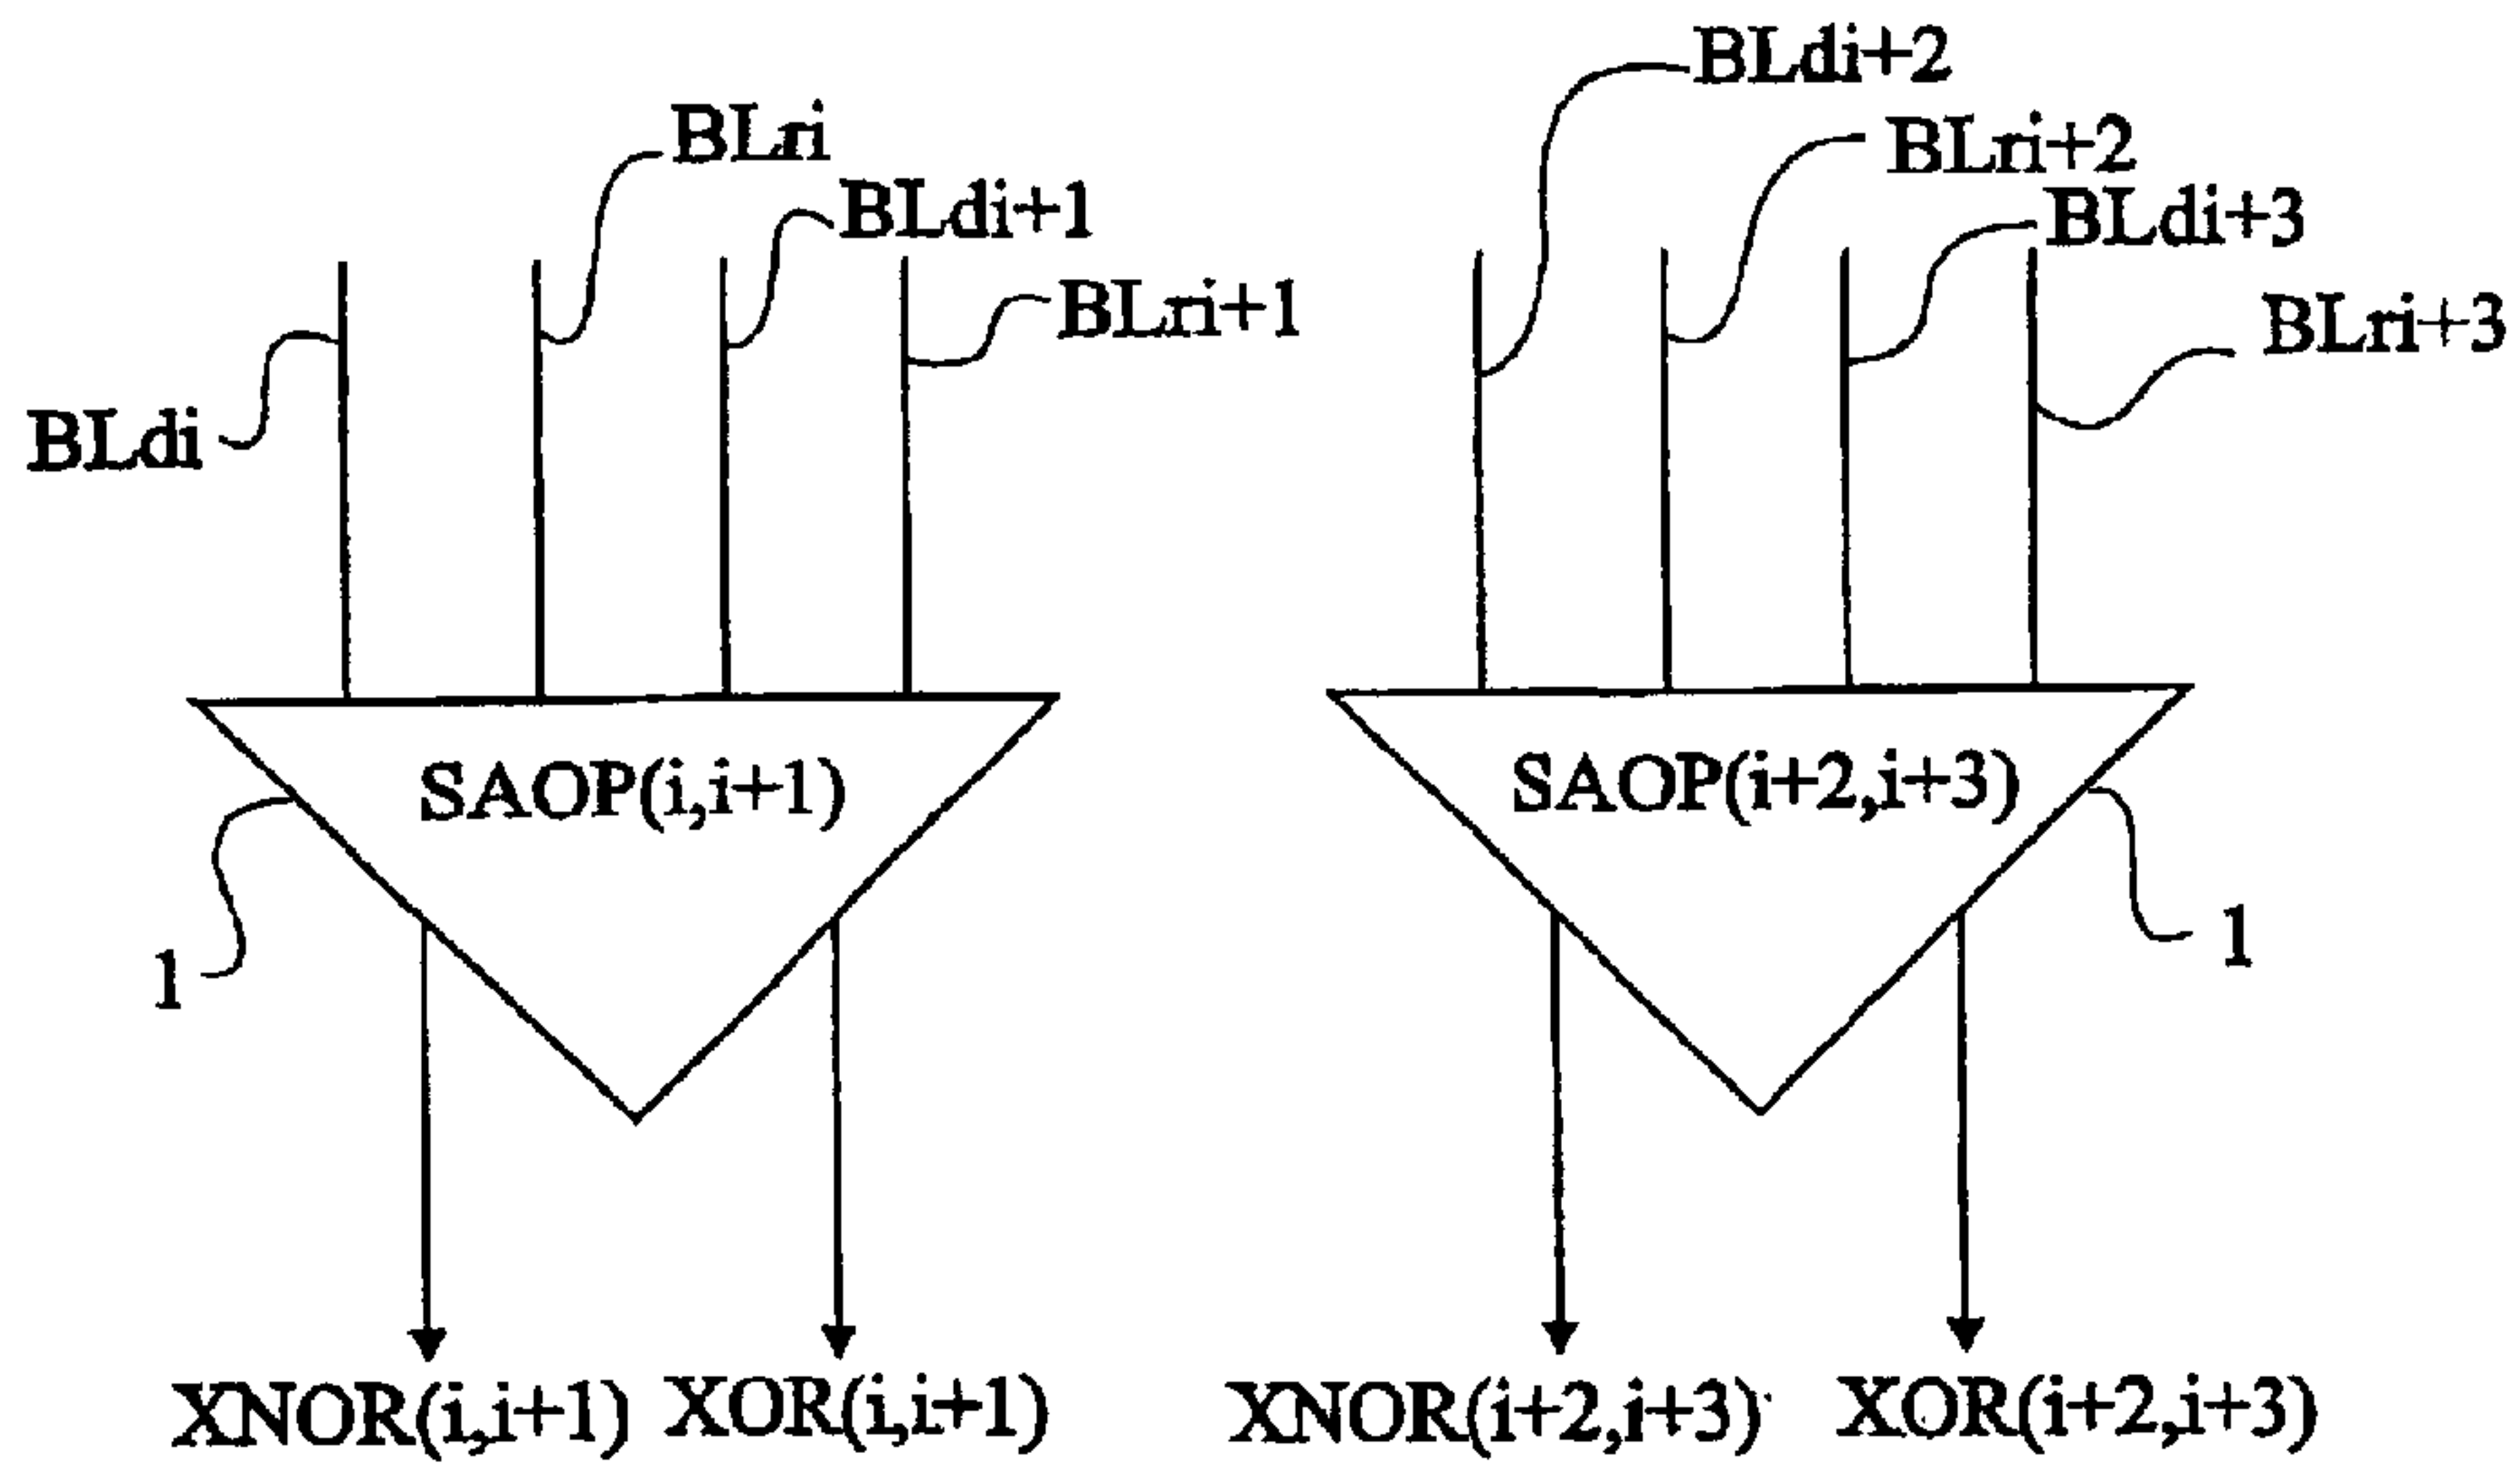 BLdi+2
BLri
BLri+2
BLdi+1
BLdi+3
BLri+1
BLri+3
BLdi
SAOP(i,i+1)
SAOP(i+2,i+3)
1
1
XNOR(i,i+1)
XOR(i,i+1)
XNOR(i+2,i+3)
XOR(i+2,i+3)